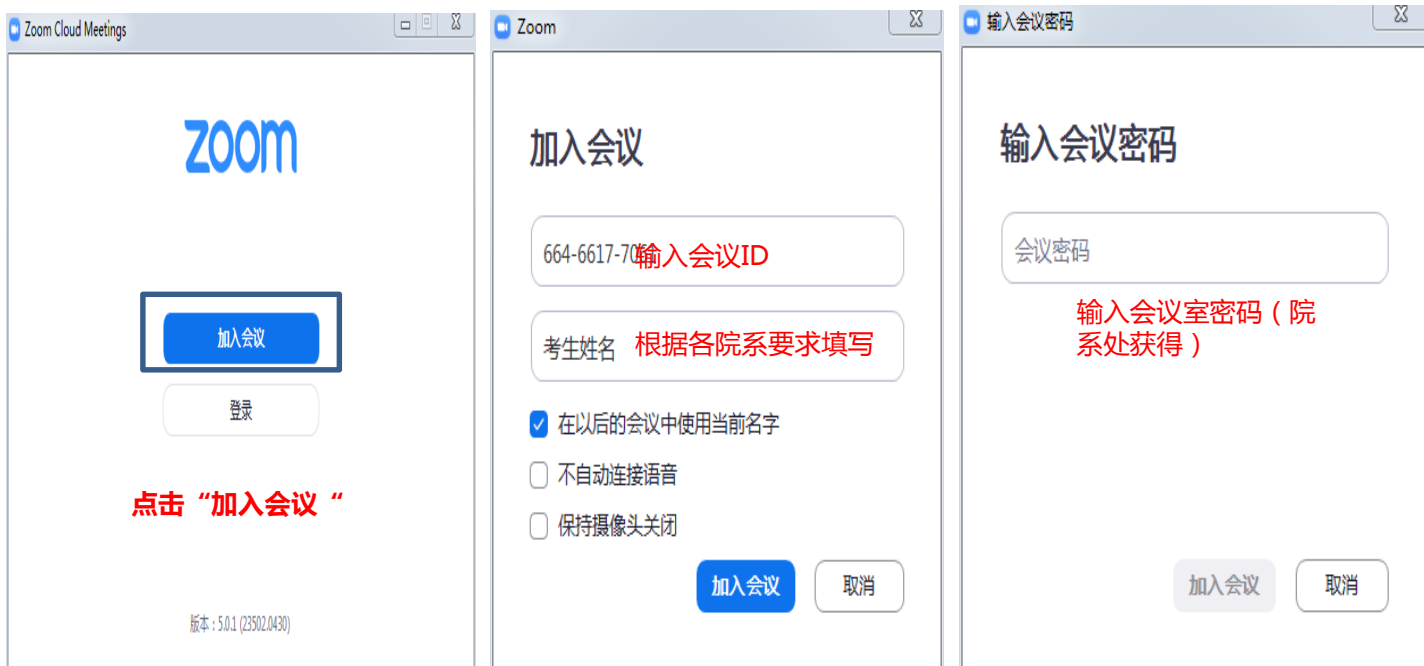 Zoom Cloud Meetings
zoom
加入会议
登录
点击“加入会议“
版本：5.0.1 (23502.0430)
Zoom
加入会议
664-6617-70
输入会议ID
考生姓名
根据各院系要求填写
在以后的会议中使用当前名字
不自动连接语音
保持摄像头关闭
加入会议
取消
输入会议密码
输入会议密码
会议密码
输入会议室密码（院
系处获得）
加入会议
取消